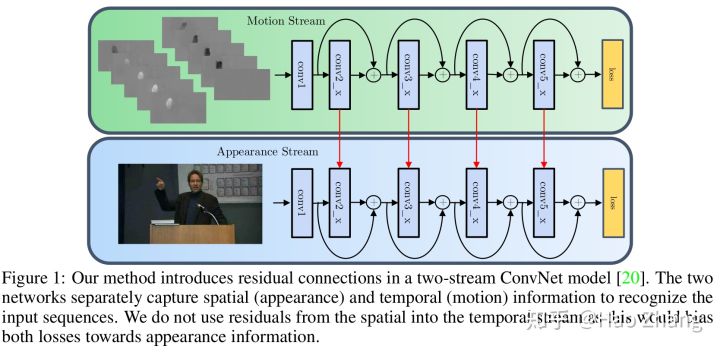 Motion Stream
conv1
conv2_x
conv3_x
conv4_x
conv5_x
loss
Appearance Stream
conv1
conv2_x
conv3_x
conv4_x
conv5_x
loss
Figure 1: Our method introduces residual connections in a two-stream ConvNet model [20]. The two
networks separately capture spatial (appearance) and temporal (motion) information to recognize the
input sequences. We do not use residuals from the spatial into the temporal stream as this would bias
both losses towards appearance information.
知乎 @Hao Zhang